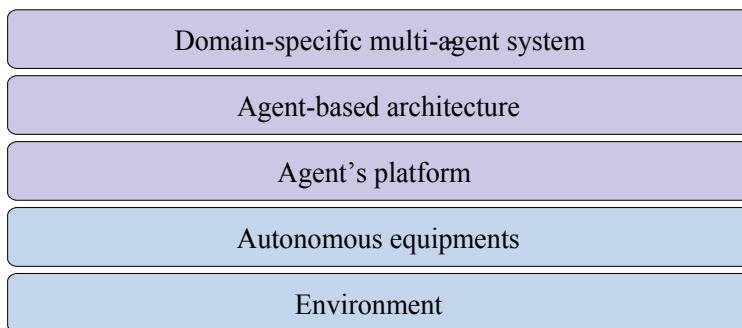 Domain-specific multi-agent system
Agent-based architecture
Agent’s platform
Autonomous equipments
Environment